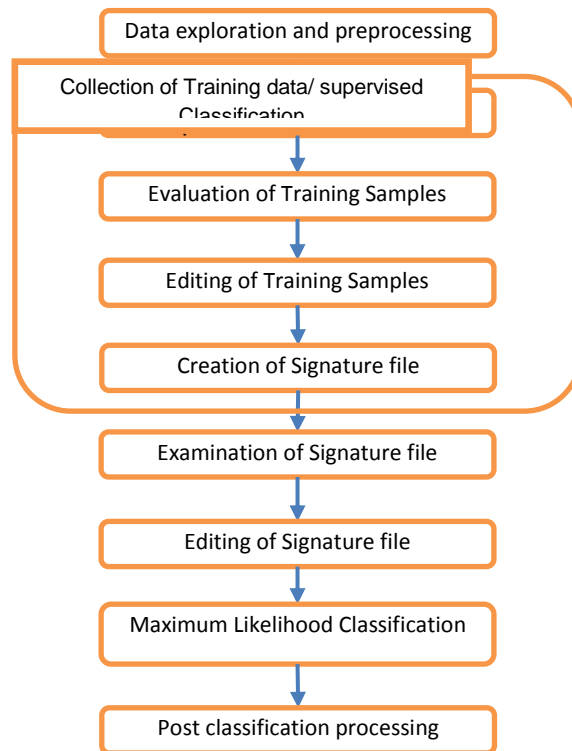 Data exploration and preprocessing
Collection of Training data/ supervised
Classification
Evaluation of Training Samples
Editing of Training Samples
Creation of Signature file
Examination of Signature file
Editing of Signature file
Maximum Likelihood Classification
Post classification processing